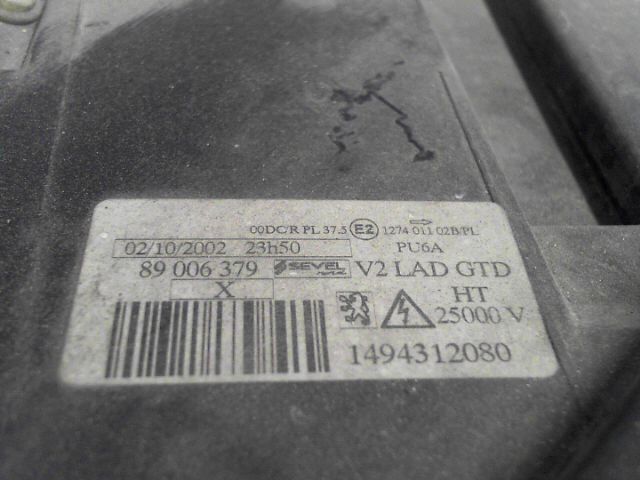 00DC/R PL 37.5 E2 1274 011 02B/PL
02/10/2002 23h50 PU6A
89 006 379 SEVEL V2 LAD GTD
X HT
25000 V
1494312080